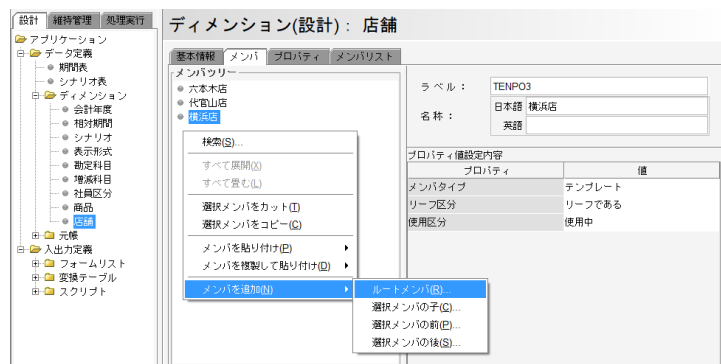 設計 維持管理 処理実行
アプリケーション
データ定義
期間表
シナリオ表
ディメンション
会計年度
相対期間
シナリオ
表示形式
勘定科目
増減科目
社員区分
商品
店舗
元帳
入出力定義
フォームリスト
変換テーブル
スクリプト
ディメンション(設計): 店舗
基本情報 メンバ プロパティ メンバリスト
メンバツリー
六本木店
代官山店
横浜店
検索(S)...
すべて展開(X)
すべて畳む(L)
選択メンバをカット(T)
選択メンバをコピー(C)
メンバを貼り付け(P)
メンバを複製して貼り付け(D)
メンバを追加(N)
ルートメンバ(R)...
選択メンバの子(C)...
選択メンバの前(P)...
選択メンバの後(S)...
ラベル: TENPO3
名称: 日本語 横浜店
英語
プロパティ値設定内容
プロパティ 値
メンバタイプ テンプレート
リーフ区分 リーフである
使用区分 使用中